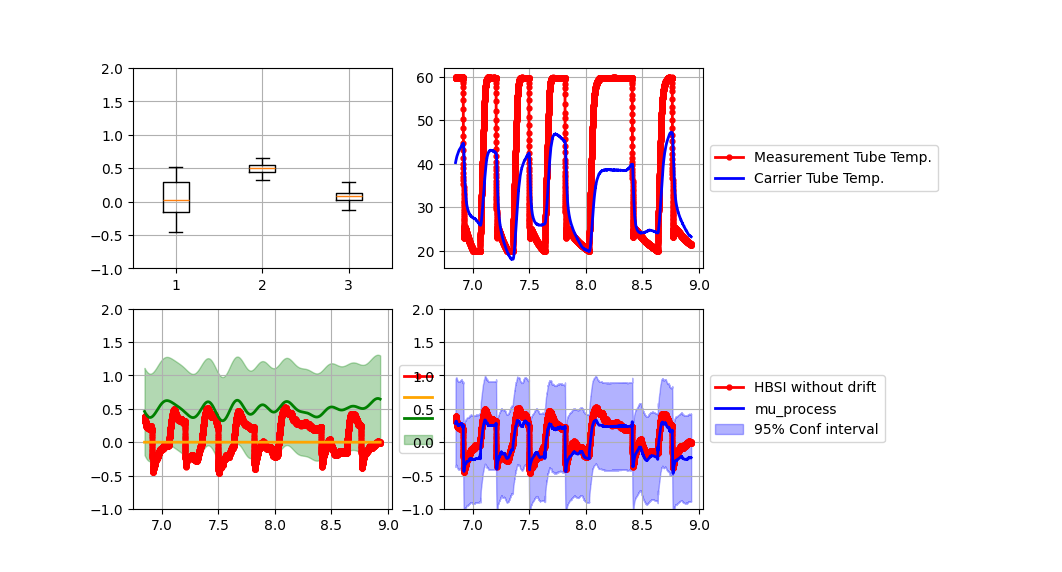 2.0
1.5
1.0
0.5
0.0
−0.5
−1.0
1 2 3
60
50
40
30
20
7.0 7.5 8.0 8.5 9.0
Measurement Tube Temp.
Carrier Tube Temp.
2.0
1.5
1.0
0.5
0.0
−0.5
−1.0
7.0 7.5 8.0 8.5 9.0
2.0
1.5
1.0
0.5
0.0
−0.5
−1.0
7.0 7.5 8.0 8.5 9.0
HBSI without drift
mu_process
95% Conf interval